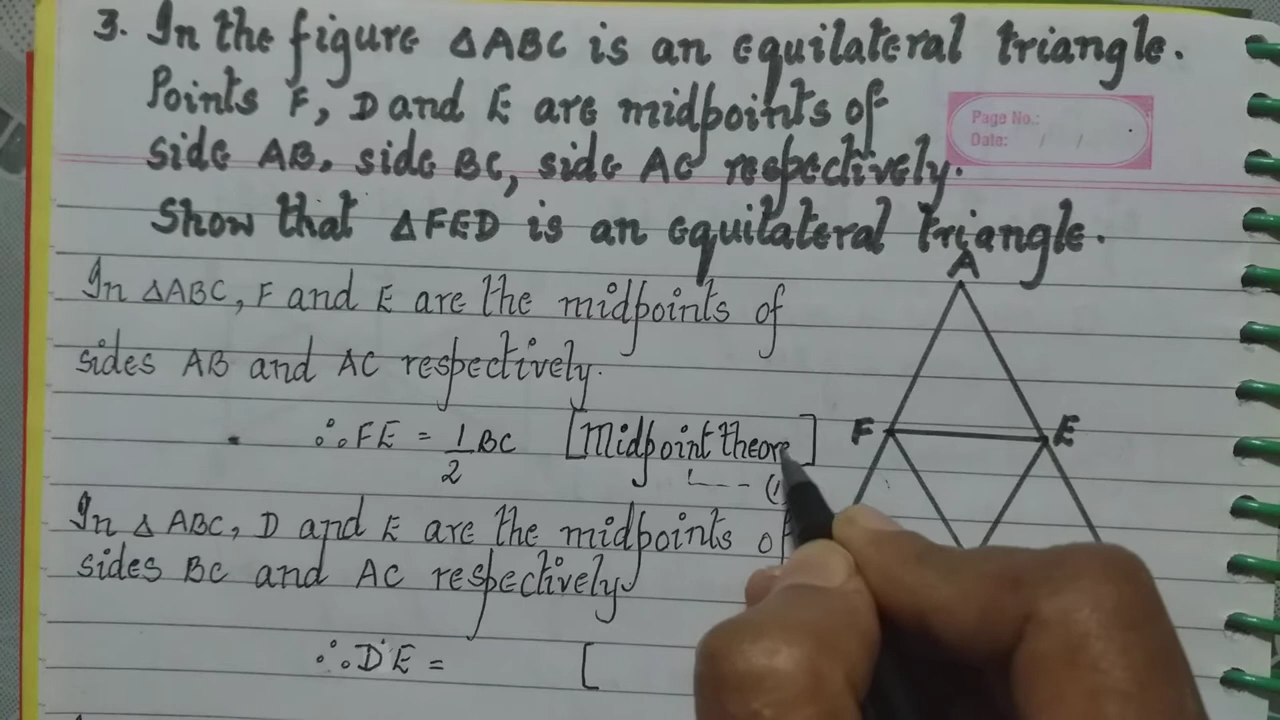 3. In the figure △ABC is an equilateral triangle.
Points F, D and E are midpoints of
side AB, side BC, side AC respectively.
Show that △FED is an equilateral triangle.
Page No.:
Date: / /
A
In △ABC, F and E are the midpoints of
sides AB and AC respectively.
∴ FE = 1/2 BC [Midpoint theore]
F E
In △ ABC, D and E are the midpoints of
sides BC and AC respectively
∴ DE = [